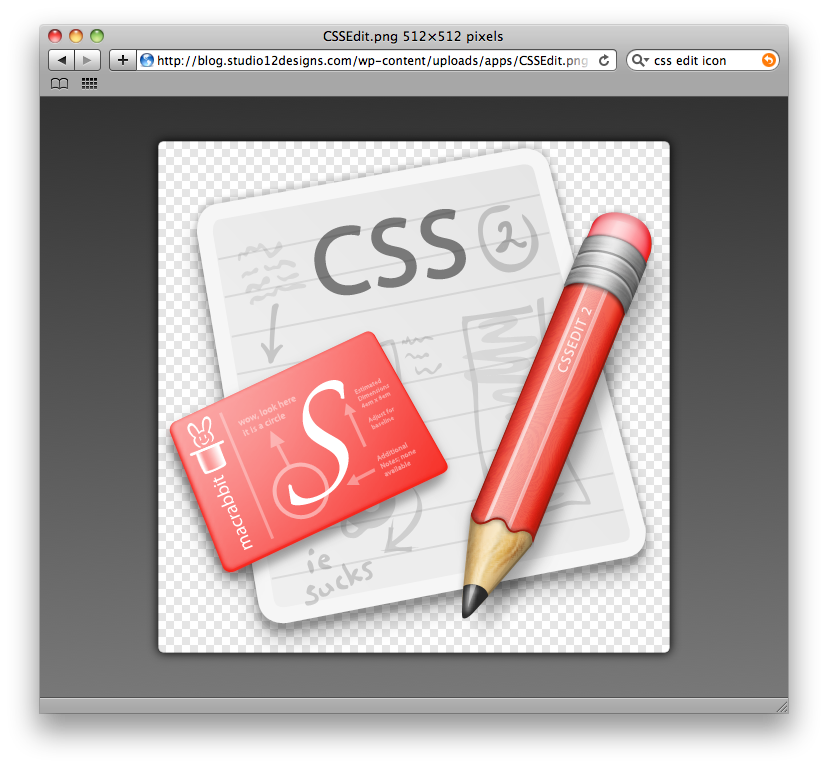 CSSEdit.png 512×512 pixels
http://blog.studio12designs.com/wp-content/uploads/apps/CSSEdit.png
css edit icon
CSS 2
CSSEDIT 2
macrabbit
wow, look here
it is a circle
S
Estimated
Dimensions
4cm x 9cm
Adjust for
baseline
Additional
Notes: none
available
ie
sucks